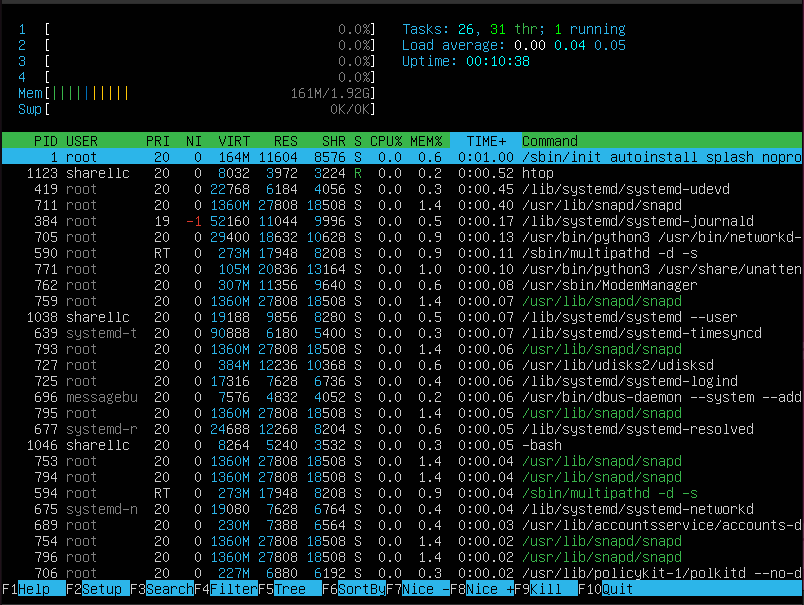 1 [ 0.0%] Tasks: 26, 31 thr; 1 running
2 [ 0.0%] Load average: 0.00 0.04 0.05
3 [ 0.0%] Uptime: 00:10:38
4 [ 0.0%]
Mem[|||||||||| 161M/1.92G]
Swp[ 0K/0K]
PID USER PRI NI VIRT RES SHR S CPU% MEM% TIME+ Command
1 root 20 0 164M 11604 8576 S 0.0 0.6 0:01.00 /sbin/init autoinstall splash nopro
1123 sharellc 20 0 8032 3972 3224 R 0.0 0.2 0:00.52 htop
419 root 20 0 22768 6184 4056 S 0.0 0.3 0:00.45 /lib/systemd/systemd-udevd
711 root 20 0 1360M 27808 18508 S 0.0 1.4 0:00.40 /usr/lib/snapd/snapd
384 root 19 -1 52160 11044 9996 S 0.0 0.5 0:00.17 /lib/systemd/systemd-journald
705 root 20 0 29400 18632 10628 S 0.0 0.9 0:00.13 /usr/bin/python3 /usr/bin/networkd-
590 root RT 0 273M 17948 8208 S 0.0 0.9 0:00.11 /sbin/multipathd -d -s
771 root 20 0 105M 20836 13164 S 0.0 1.0 0:00.10 /usr/bin/python3 /usr/share/unatten
762 root 20 0 307M 11356 9640 S 0.0 0.6 0:00.08 /usr/sbin/ModemManager
759 root 20 0 1360M 27808 18508 S 0.0 1.4 0:00.07 /usr/lib/snapd/snapd
1038 sharellc 20 0 19188 9856 8280 S 0.0 0.5 0:00.07 /lib/systemd/systemd --user
639 systemd-t 20 0 90888 6180 5400 S 0.0 0.3 0:00.07 /lib/systemd/systemd-timesyncd
793 root 20 0 1360M 27808 18508 S 0.0 1.4 0:00.06 /usr/lib/snapd/snapd
727 root 20 0 384M 12236 10368 S 0.0 0.6 0:00.06 /usr/lib/udisks2/udisksd
725 root 20 0 17316 7628 6736 S 0.0 0.4 0:00.06 /lib/systemd/systemd-logind
696 messagebu 20 0 7576 4832 4052 S 0.0 0.2 0:00.06 /usr/bin/dbus-daemon --system --add
795 root 20 0 1360M 27808 18508 S 0.0 1.4 0:00.05 /usr/lib/snapd/snapd
677 systemd-r 20 0 24688 12268 8204 S 0.0 0.6 0:00.05 /lib/systemd/systemd-resolved
1046 sharellc 20 0 8264 5240 3532 S 0.0 0.3 0:00.05 -bash
753 root 20 0 1360M 27808 18508 S 0.0 1.4 0:00.04 /usr/lib/snapd/snapd
794 root 20 0 1360M 27808 18508 S 0.0 1.4 0:00.04 /usr/lib/snapd/snapd
594 root RT 0 273M 17948 8208 S 0.0 0.9 0:00.04 /sbin/multipathd -d -s
675 systemd-n 20 0 19080 7628 6764 S 0.0 0.4 0:00.04 /lib/systemd/systemd-networkd
689 root 20 0 230M 7388 6564 S 0.0 0.4 0:00.03 /usr/lib/accountsservice/accounts-d
754 root 20 0 1360M 27808 18508 S 0.0 1.4 0:00.02 /usr/lib/snapd/snapd
796 root 20 0 1360M 27808 18508 S 0.0 1.4 0:00.02 /usr/lib/snapd/snapd
706 root 20 0 227M 6880 6192 S 0.0 0.3 0:00.02 /usr/lib/policykit-1/polkitd --no-d
F1Help F2Setup F3SearchF4FilterF5Tree F6SortByF7Nice -F8Nice +F9Kill F10Quit